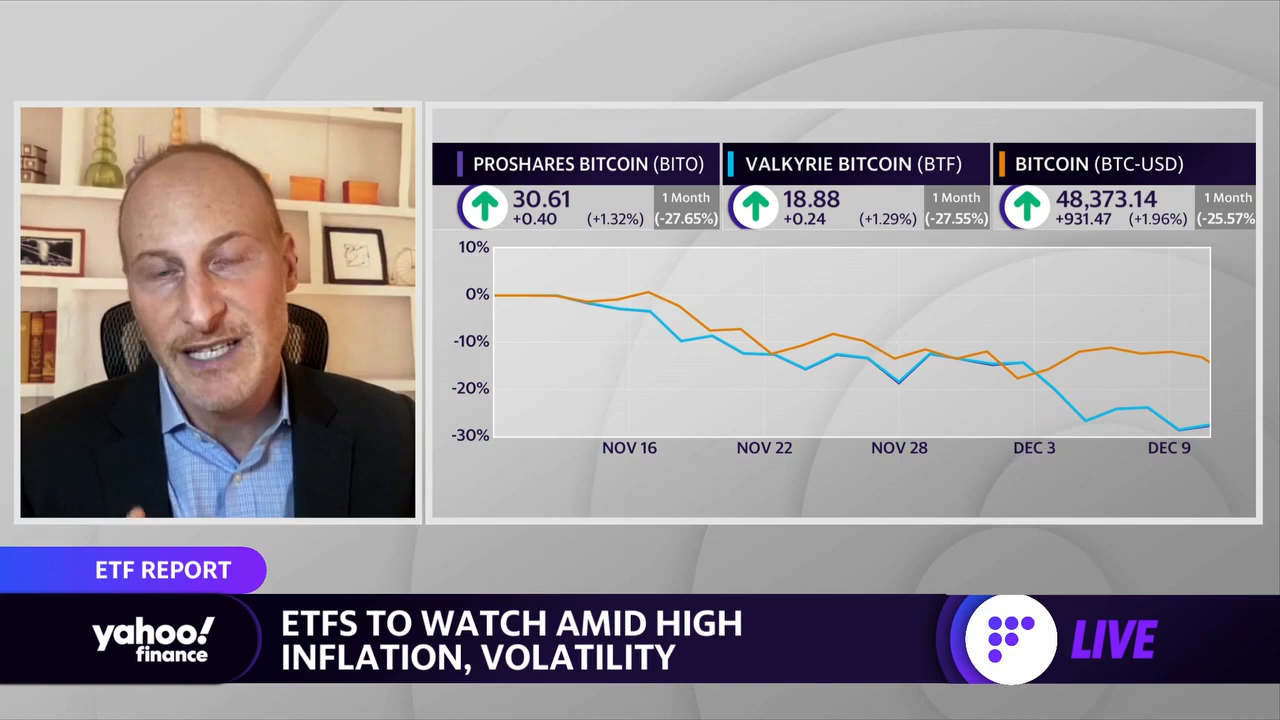 PROSHARES BITCOIN (BITO)
30.61
+0.40 (+1.32%)
1 Month
(-27.65%)
VALKYRIE BITCOIN (BTF)
18.88
+0.24 (+1.29%)
1 Month
(-27.55%)
BITCOIN (BTC-USD)
48,373.14
+931.47 (+1.96%)
1 Month
(-25.57%
10%
0%
-10%
-20%
-30%
NOV 16 NOV 22 NOV 28 DEC 3 DEC 9
ETF REPORT
yahoo!
finance
ETFS TO WATCH AMID HIGH
INFLATION, VOLATILITY
LIVE